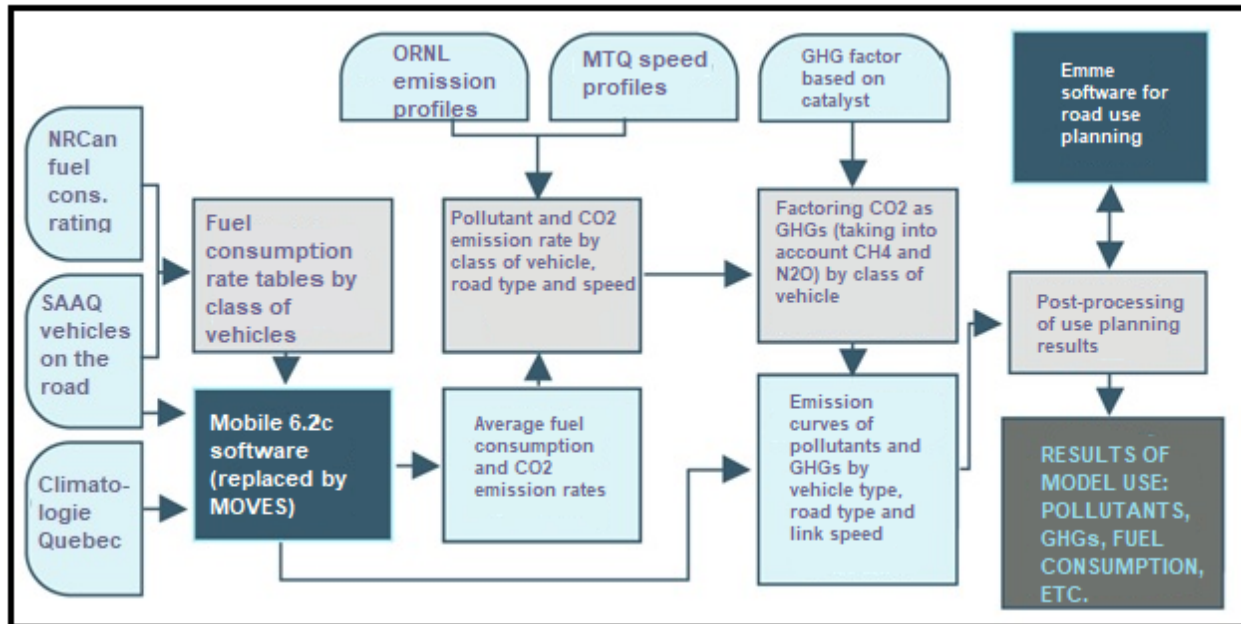 ORNL
emission
profiles
MTQ speed
profiles
GHG factor
based on
catalyst
Emme
software for
road use
planning
NRCan
fuel
cons.
rating
SAAQ
vehicles
on the
road
Climato-
logie
Quebec
Fuel
consumption
rate tables by
class of
vehicles
Pollutant and CO2
emission rate by
class of vehicle,
road type and speed
Factoring CO2 as
GHGs (taking into
account CH4 and
N2O) by class of
vehicle
Post-processing
of use planning
results
Mobile 6.2c
software
(replaced by
MOVES)
Average fuel
consumption
and CO2
emission rates
Emission
curves of
pollutants and
GHGs by
vehicle type,
road type and
link speed
RESULTS OF
MODEL USE:
POLLUTANTS,
GHGs, FUEL
CONSUMPTION,
ETC.